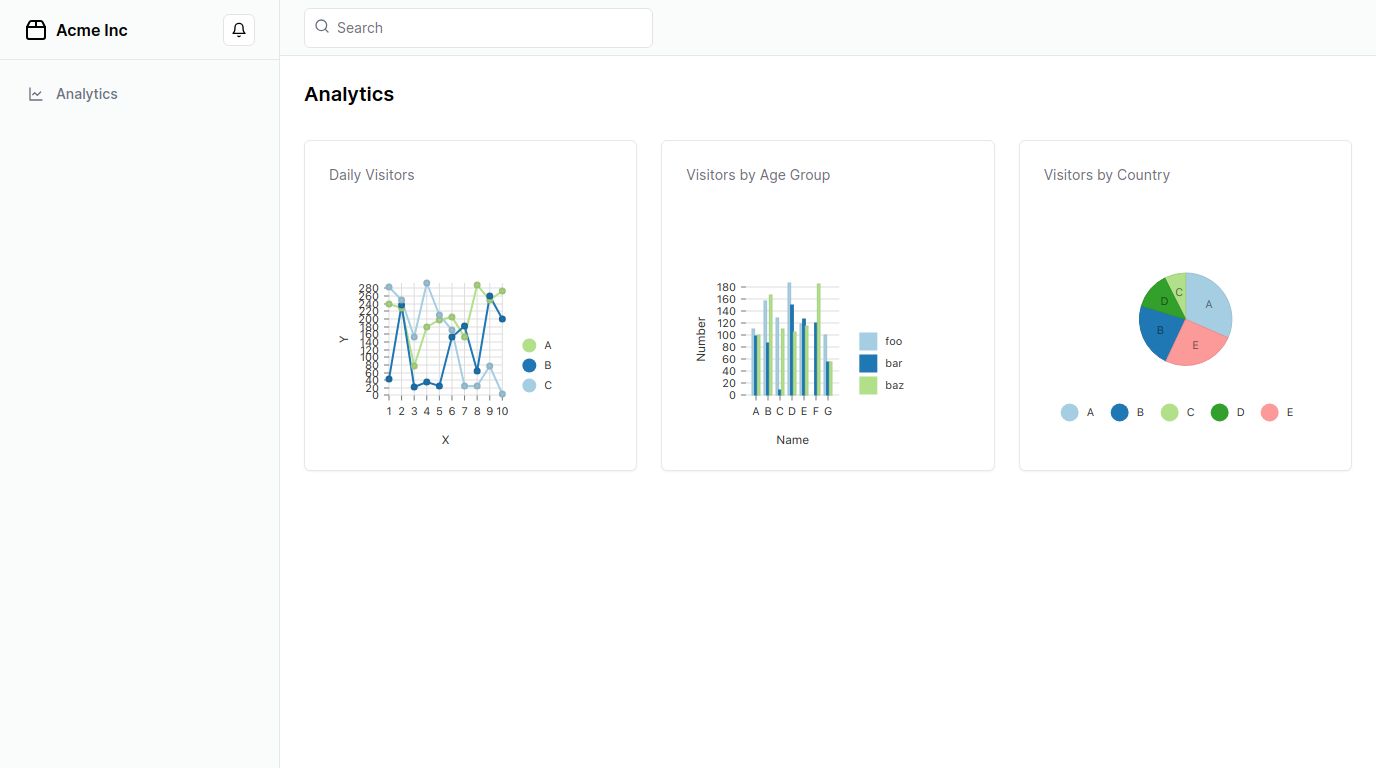 Acme Inc
Search
Analytics
Analytics
Daily Visitors
280
260
240
220
200
180
160
140
120
100
80
60
40
20
0
Y
1 2 3 4 5 6 7 8 9 10
X
A
B
C
Visitors by Age Group
180
160
140
120
100
80
60
40
20
0
Number
A B C D E F G
Name
foo
bar
baz
Visitors by Country
C
A
D
B
E
A B C D E